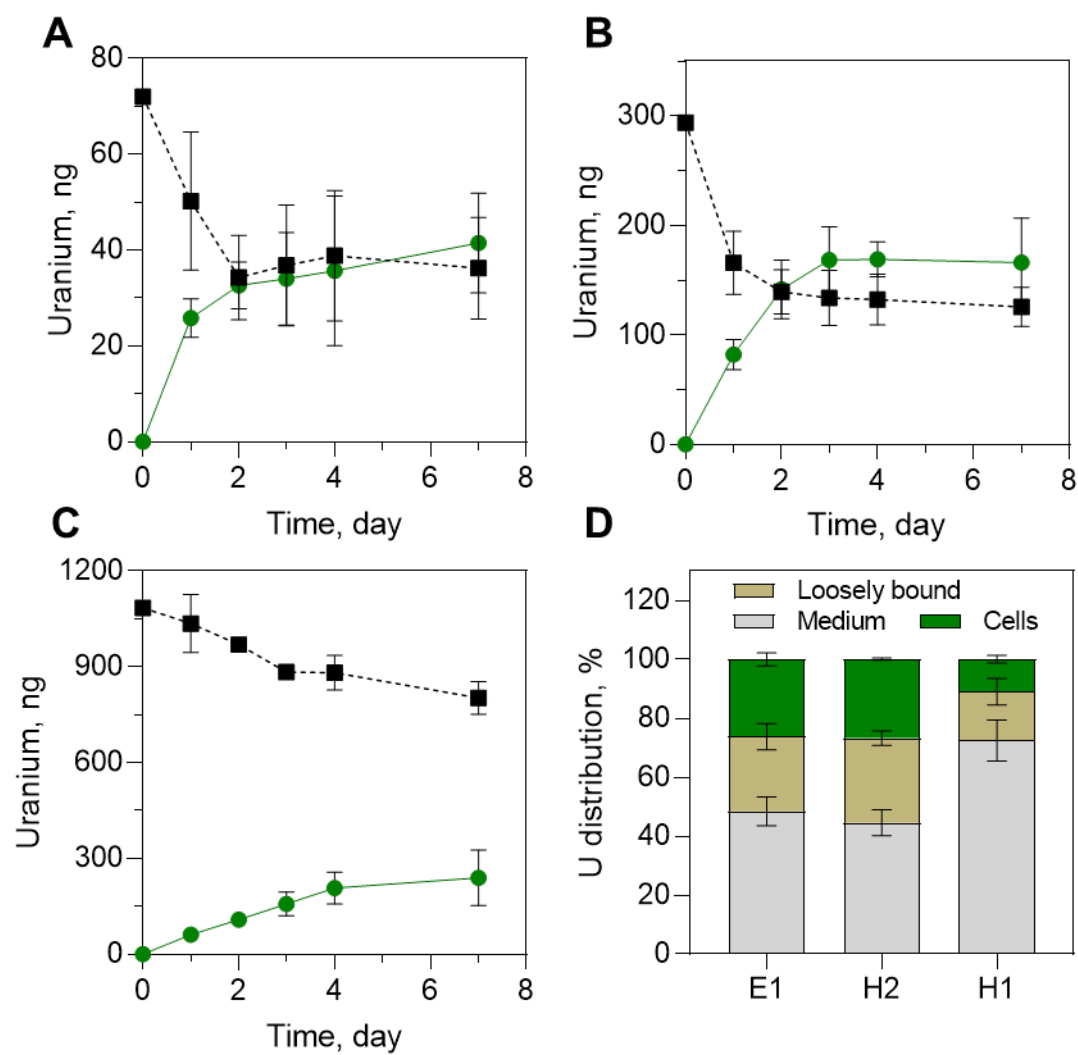 A
Uranium, ng
80
60
40
20
0
0 2 4 6 8
Time, day
B
Uranium, ng
300
200
100
0
0 2 4 6 8
Time, day
C
Uranium, ng
1200
900
600
300
0
0 2 4 6 8
Time, day
D
U distribution, %
Loosely bound
Medium Cells
120
100
80
60
40
20
0
E1 H2 H1